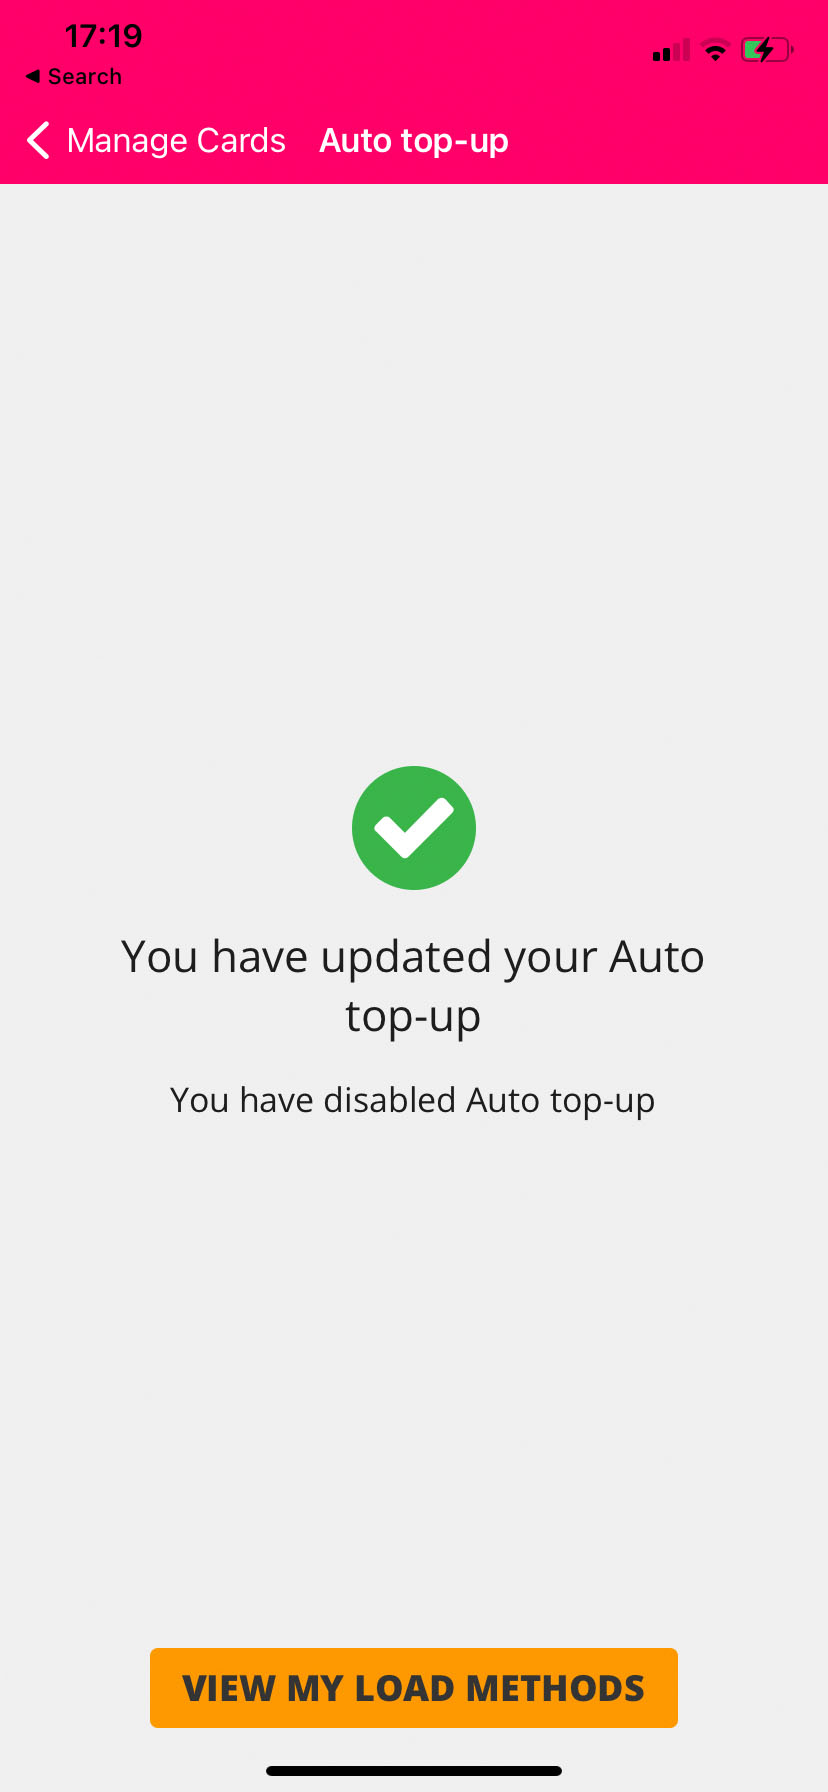 17:19
Search
Manage Cards Auto top-up
You have updated your Auto
top-up
You have disabled Auto top-up
VIEW MY LOAD METHODS